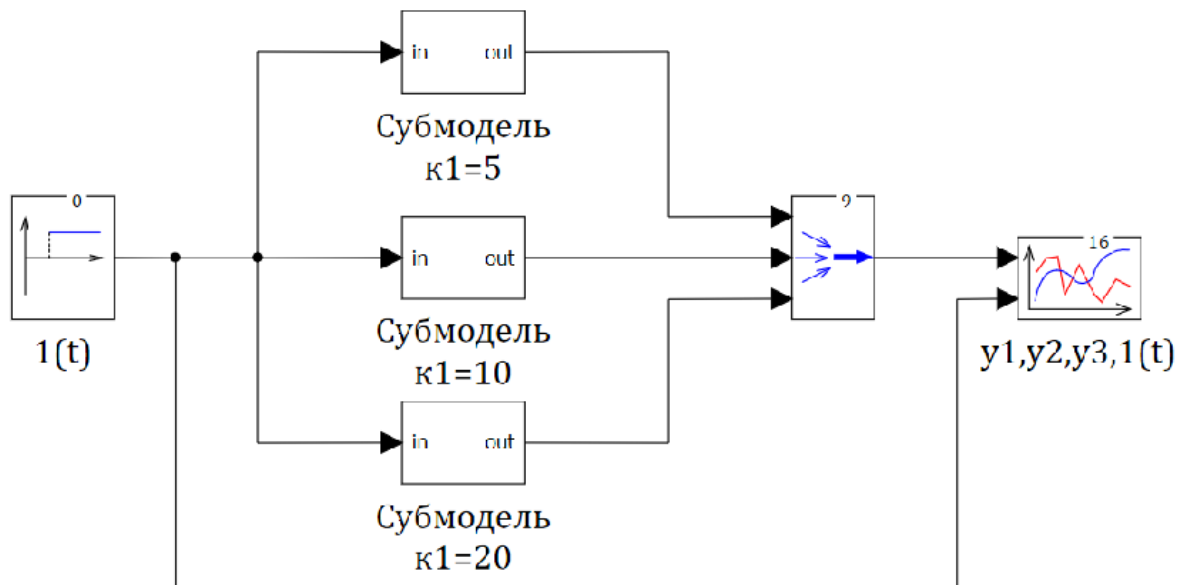 in out
Субмодель
к1=5
0
1(t)
in out
Субмодель
к1=10
9
16
y1,y2,y3,1(t)
in out
Субмодель
к1=20